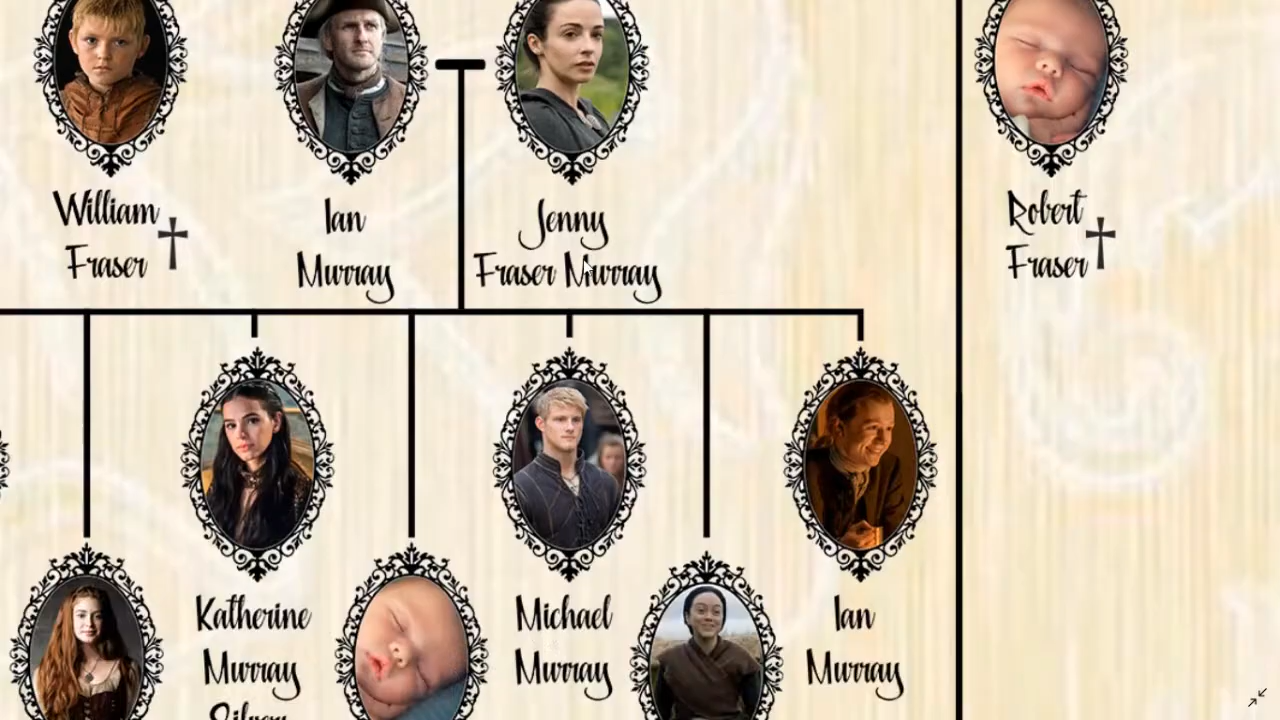 William
Fraser
Ian
Murray
Jenny
Fraser Murray
Robert
Fraser
Katherine
Murray
Michael
Murray
Ian
Murray